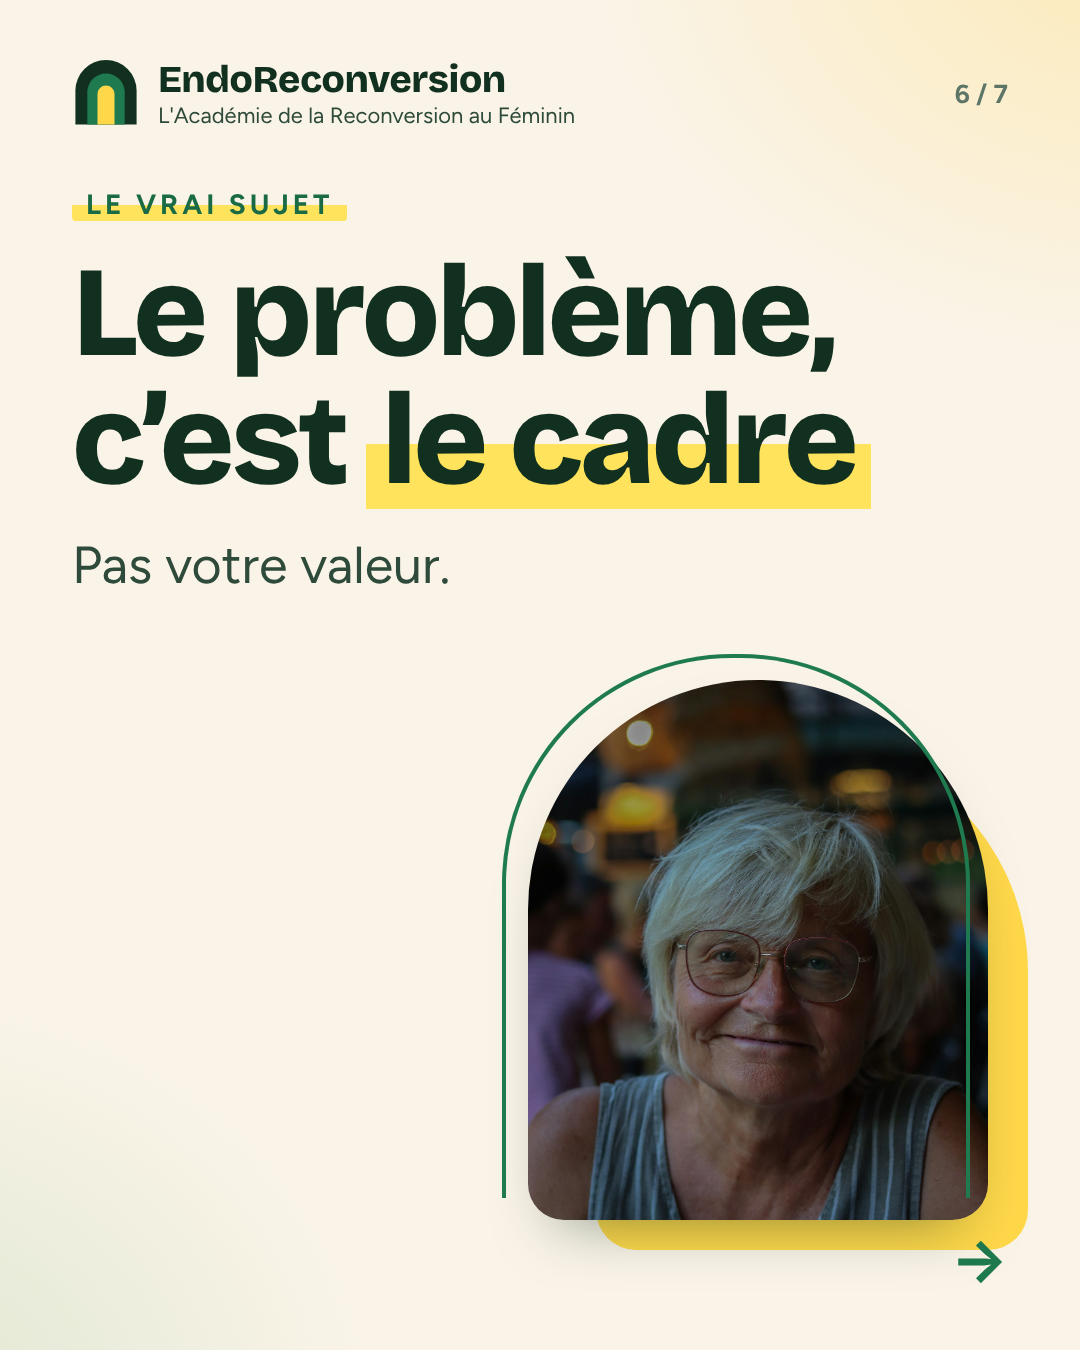 EndoReconversion
L'Académie de la Reconversion au Féminin
6 / 7
LE VRAI SUJET
Le problème,
c’est le cadre
Pas votre valeur.